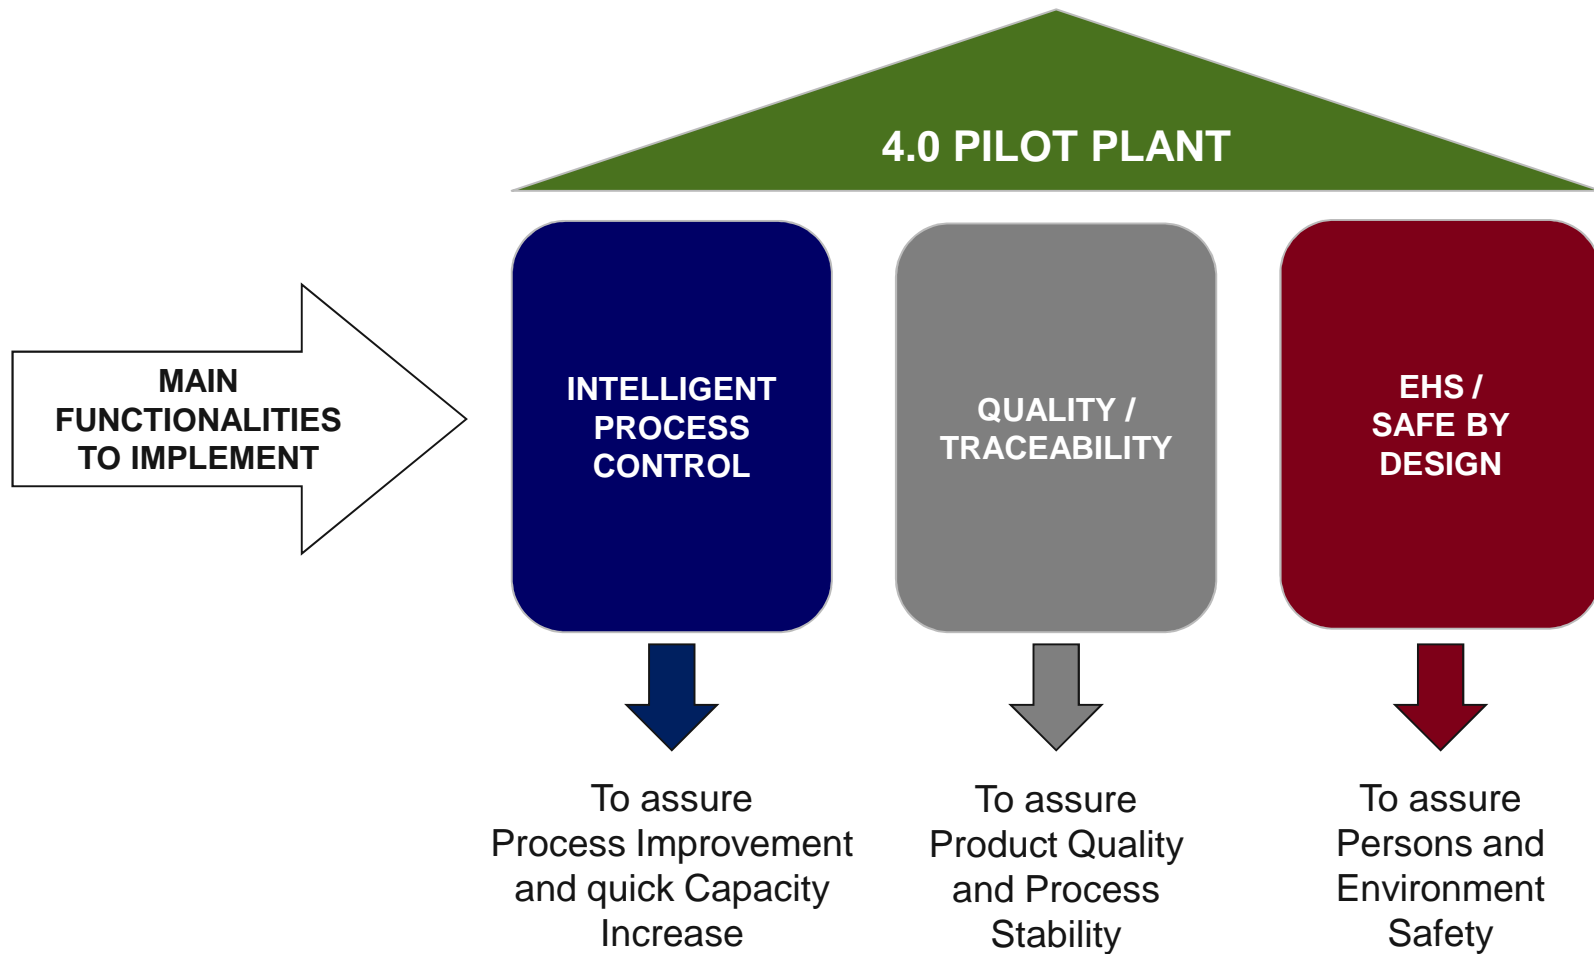 4.0 PILOT PLANT
MAIN
FUNCTIONALITIES
TO IMPLEMENT
INTELLIGENT
PROCESS
CONTROL
QUALITY /
TRACEABILITY
EHS /
SAFE BY
DESIGN
To assure
Process Improvement
and quick Capacity
Increase
To assure
Product Quality
and Process
Stability
To assure
Persons and
Environment
Safety